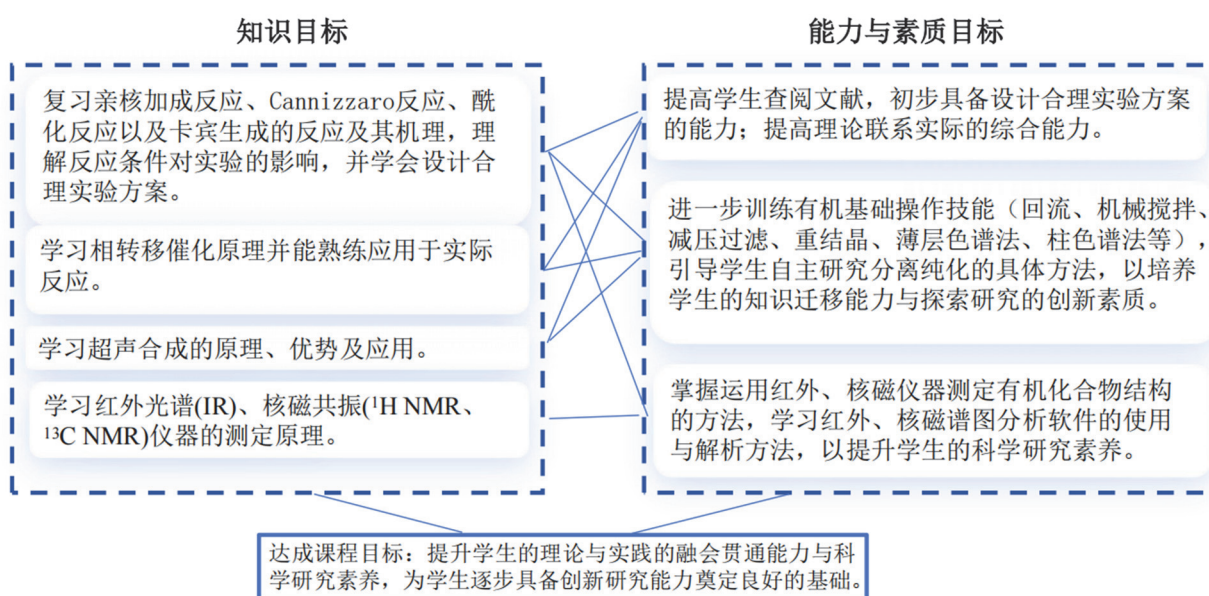 知识目标
复习亲核加成反应、Cannizzaro反应、酰
化反应以及卡宾生成的反应及其机理，理
解反应条件对实验的影响，并学会设计合
理实验方案。
学习相转移催化原理并能熟练应用于实际
反应。
学习超声合成的原理、优势及应用。
学习红外光谱(IR)、核磁共振(¹H NMR、
¹³C NMR)仪器的测定原理。
能力与素质目标
提高学生查阅文献，初步具备设计合理实验方案
的能力；提高理论联系实际的综合能力。
进一步训练有机基础操作技能（回流、机械搅拌、
减压过滤、重结晶、薄层色谱法、柱色谱法等），
引导学生自主研究分离纯化的具体方法，以培养
学生的知识迁移能力与探索研究的创新素质。
掌握运用红外、核磁仪器测定有机化合物结构
的方法，学习红外、核磁谱图分析软件的使用
与解析方法，以提升学生的科学研究素养。
达成课程目标：提升学生的理论与实践的融会贯通能力与科
学研究素养，为学生逐步具备创新研究能力奠定良好的基础。